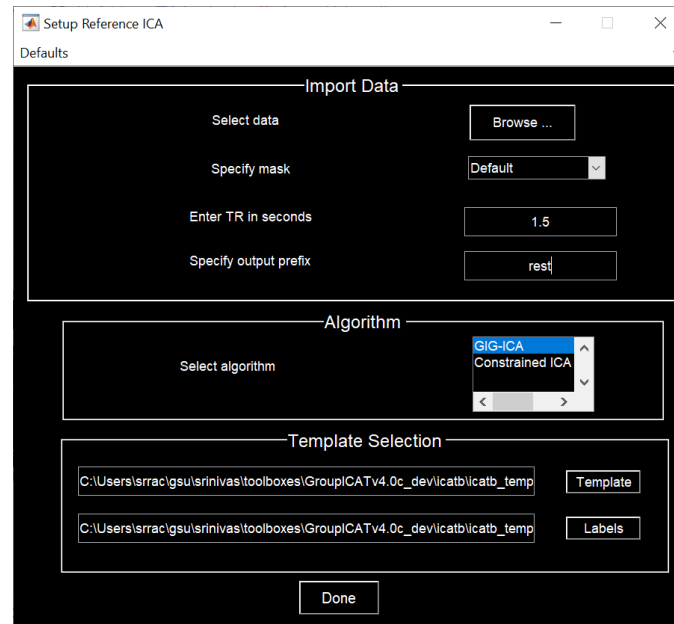 Setup Reference ICA
Defaults
Import Data
Select data
Browse ...
Specify mask
Default
Enter TR in seconds
1.5
Specify output prefix
rest
Algorithm
Select algorithm
GIG-ICA
Constrained ICA
Template Selection
C:\Users\srrac\gsu\srinivas\toolboxes\GroupICATv4.0c_dev\icatb\icatb_temp
Template
C:\Users\srrac\gsu\srinivas\toolboxes\GroupICATv4.0c_dev\icatb\icatb_temp
Labels
Done